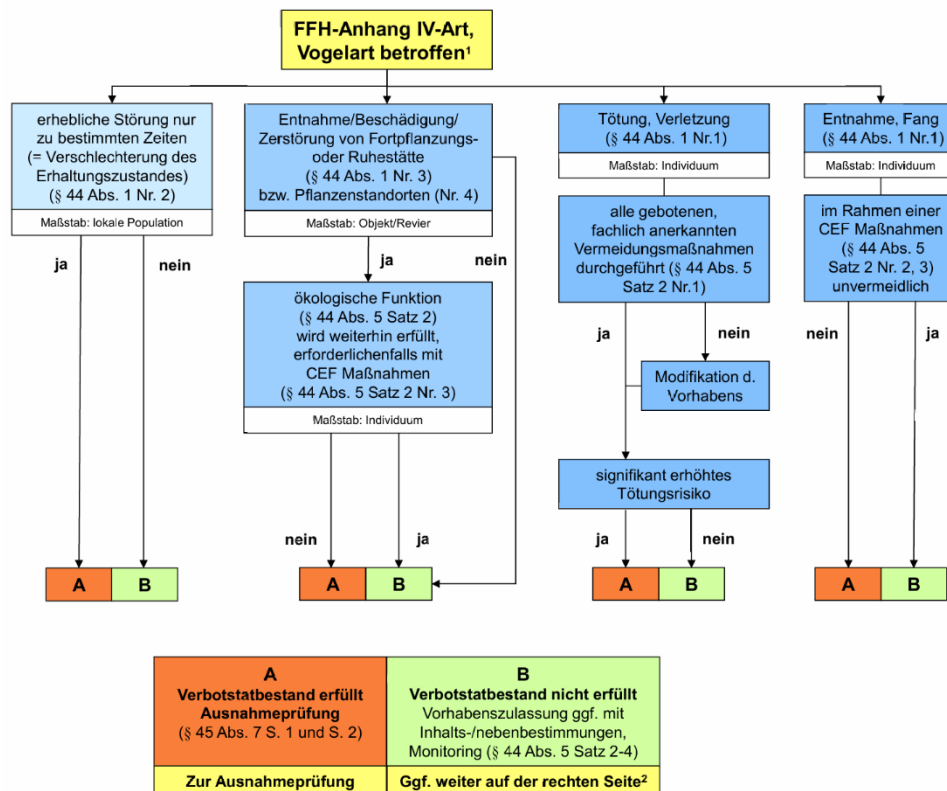 FFH-Anhang IV-Art,
Vogelart betroffen¹
erhebliche Störung nur
zu bestimmten Zeiten
(= Verschlechterung des
Erhaltungszustandes)
(§ 44 Abs. 1 Nr. 2)
Maßstab: lokale Population
ja
nein
A
B
Entnahme/Beschädigung/
Zerstörung von Fortpflanzungs-
oder Ruhestätte
(§ 44 Abs. 1 Nr. 3)
bzw. Pflanzenstandorten (Nr. 4)
Maßstab: Objekt/Revier
ja
nein
ökologische Funktion
(§ 44 Abs. 5 Satz 2)
wird weiterhin erfüllt,
erforderlichenfalls mit
CEF Maßnahmen
(§ 44 Abs. 5 Satz 2 Nr. 3)
Maßstab: Individuum
nein
ja
A
B
Tötung, Verletzung
(§ 44 Abs. 1 Nr.1)
Maßstab: Individuum
alle gebotenen,
fachlich anerkannten
Vermeidungsmaßnahmen
durchgeführt (§ 44 Abs. 5
Satz 2 Nr.1)
ja
nein
Modifikation d.
Vorhabens
signifikant erhöhtes
Tötungsrisiko
ja
nein
A
B
Entnahme, Fang
(§ 44 Abs. 1 Nr.1)
Maßstab: Individuum
im Rahmen einer
CEF Maßnahmen
(§ 44 Abs. 5
Satz 2 Nr. 2, 3)
unvermeidlich
nein
ja
A
B
A
Verbotstatbestand erfüllt
Ausnahmeprüfung
(§ 45 Abs. 7 S. 1 und S. 2)
Zur Ausnahmeprüfung
B
Verbotstatbestand nicht erfüllt
Vorhabenszulassung ggf. mit
Inhalts-/nebenbestimmungen,
Monitoring (§ 44 Abs. 5 Satz 2-4)
Ggf. weiter auf der rechten Seite²